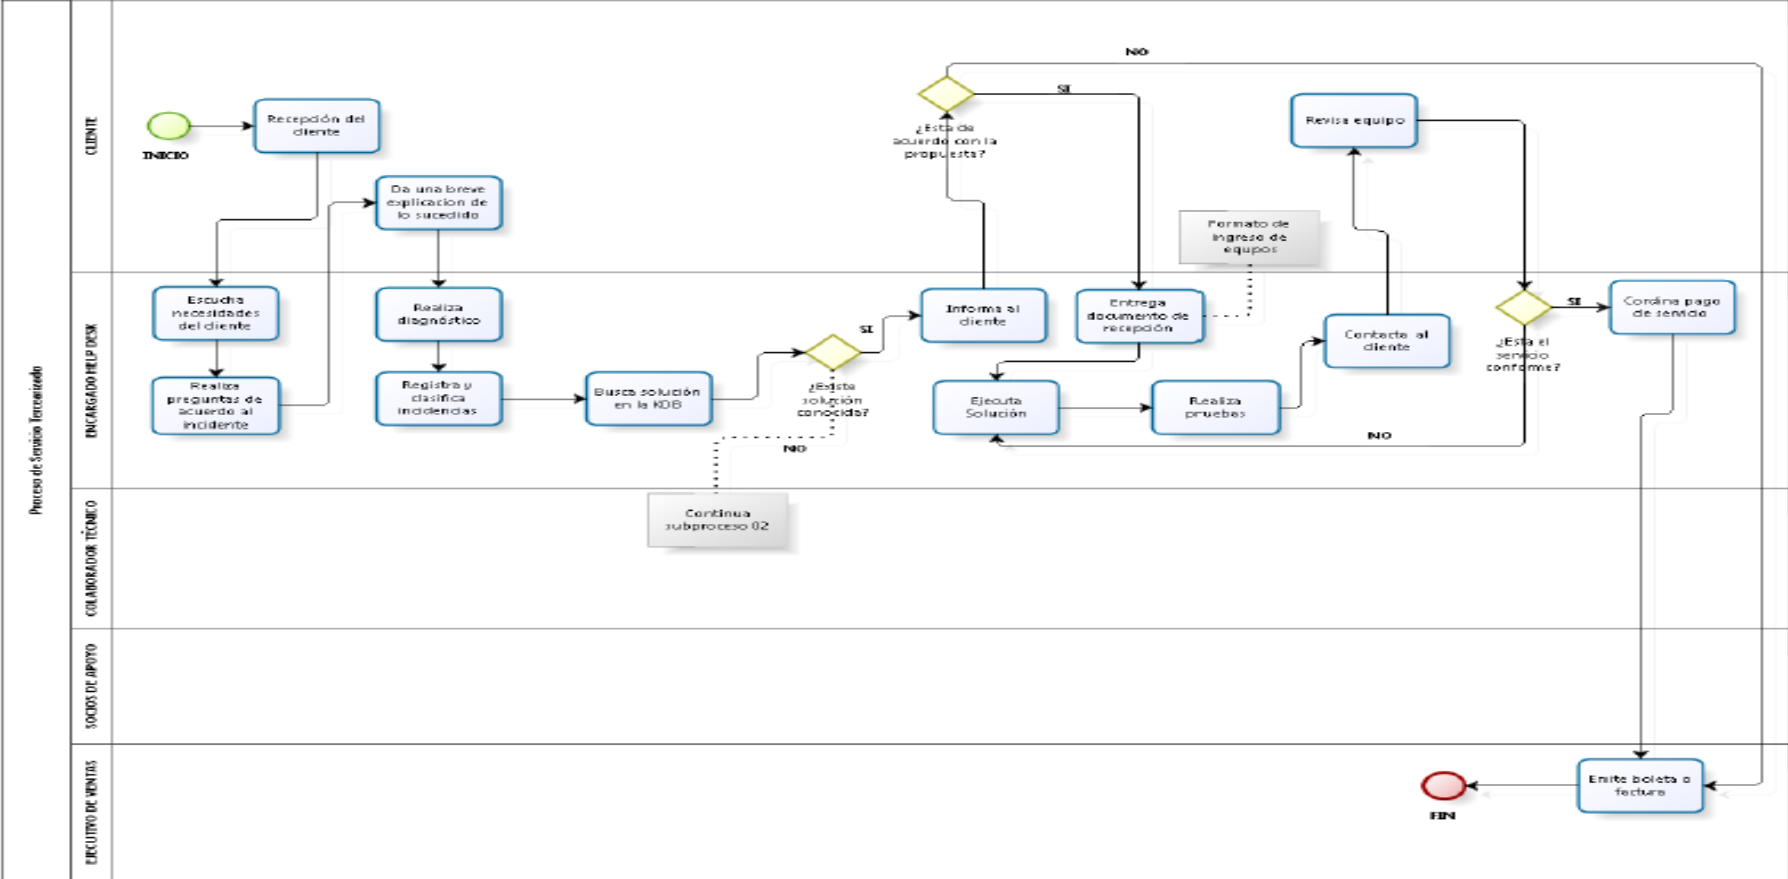 Proceso de Servicio Tercearizado
CLIENTE
INICIO
Recepción del
cliente
Da una breve
explicacion de
lo sucedido
¿Esta de
acuerdo con la
propuesta?
NO
SI
Formato de
ingreso de
equpos
Revisa equipo
ENCARGADO HELP DESK
Escucha
necesidades
del cliente
Realiza
preguntas de
acuerdo al
incidente
Realiza
diagnóstico
Registra y
clasifica
incidencias
Busca solución
en la KDB
¿Existe
solución
conocida?
SI
NO
Informa al
cliente
Entrega
documento de
recepción
Ejecuta
Solución
Realiza
pruebas
Contacta al
cliente
¿Esta el
servicio
conforme?
SI
NO
Cordina pago
de servicio
COLABORADOR TÉCNICO
Continua
subproceso 02
SOCIOS DE APOYO
EJECUTIVO DE VENTAS
Emite boleta o
factura
FIN